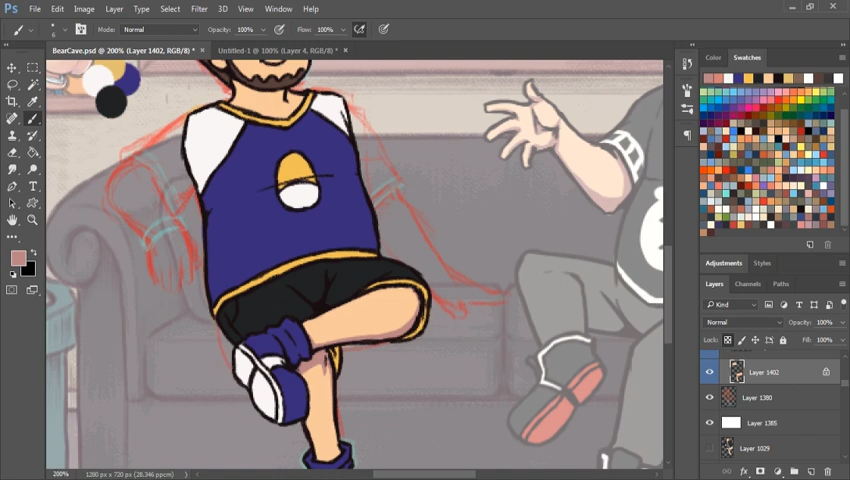 Ps File Edit Image Layer Type Select Filter 3D View Window Help
6 Mode: Normal Opacity: 100% Flow: 100%
BearCave.psd @ 200% (Layer 1402, RGB/8) * × Untitled-1 @ 100% (Layer 4, RGB/8) * ×
Color Swatches
Adjustments Styles
Layers Channels Paths
Kind
Normal Opacity: 100%
Lock: Fill: 100%
Layer 1402
Layer 1380
Layer 1385
Layer 1029
fx
200% 1280 px x 720 px (28.346 ppcm)